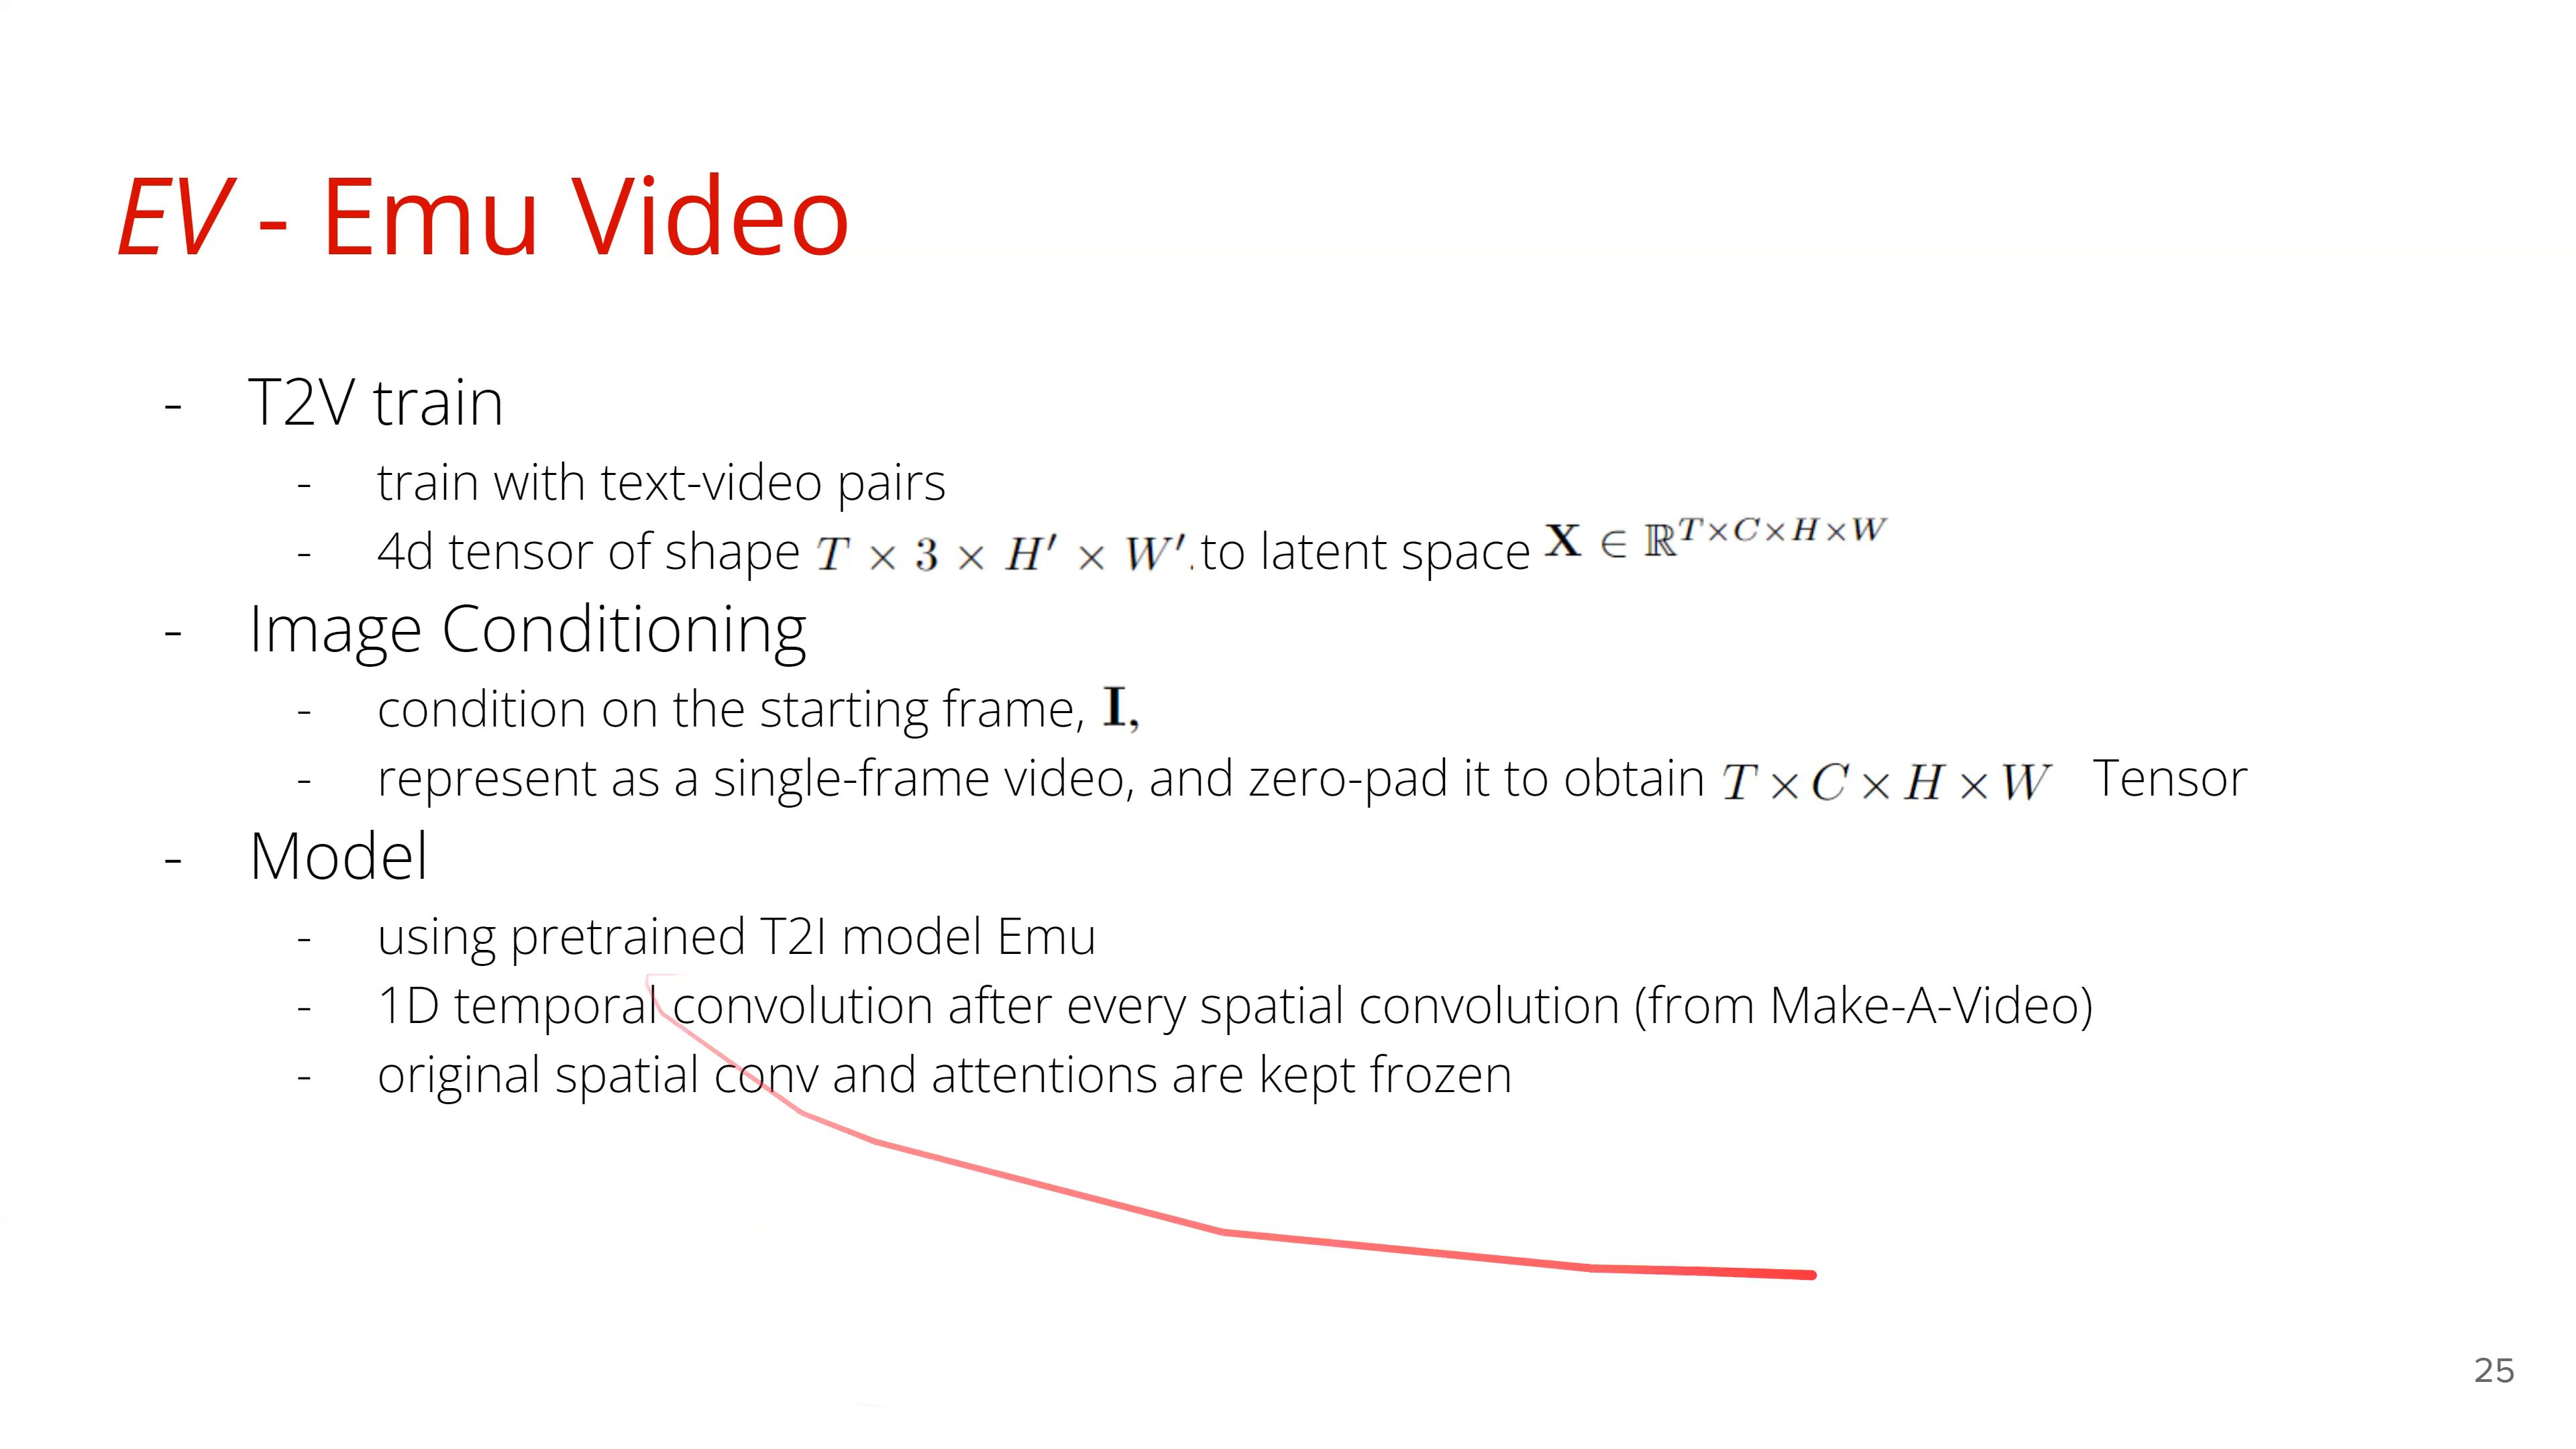 EV - Emu Video
- T2V train
- train with text-video pairs
- 4d tensor of shape T × 3 × H′ × W′. to latent space X ∈ ℝ^{T×C×H×W}
- Image Conditioning
- condition on the starting frame, I,
- represent as a single-frame video, and zero-pad it to obtain T × C × H × W Tensor
- Model
- using pretrained T2I model Emu
- 1D temporal convolution after every spatial convolution (from Make-A-Video)
- original spatial conv and attentions are kept frozen
25